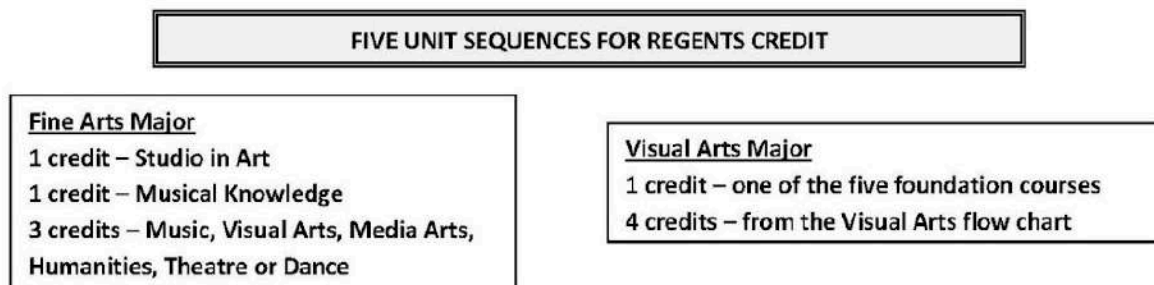 FIVE UNIT SEQUENCES FOR REGENTS CREDIT
Fine Arts Major
1 credit – Studio in Art
1 credit – Musical Knowledge
3 credits – Music, Visual Arts, Media Arts,
Humanities, Theatre or Dance
Visual Arts Major
1 credit – one of the five foundation courses
4 credits – from the Visual Arts flow chart